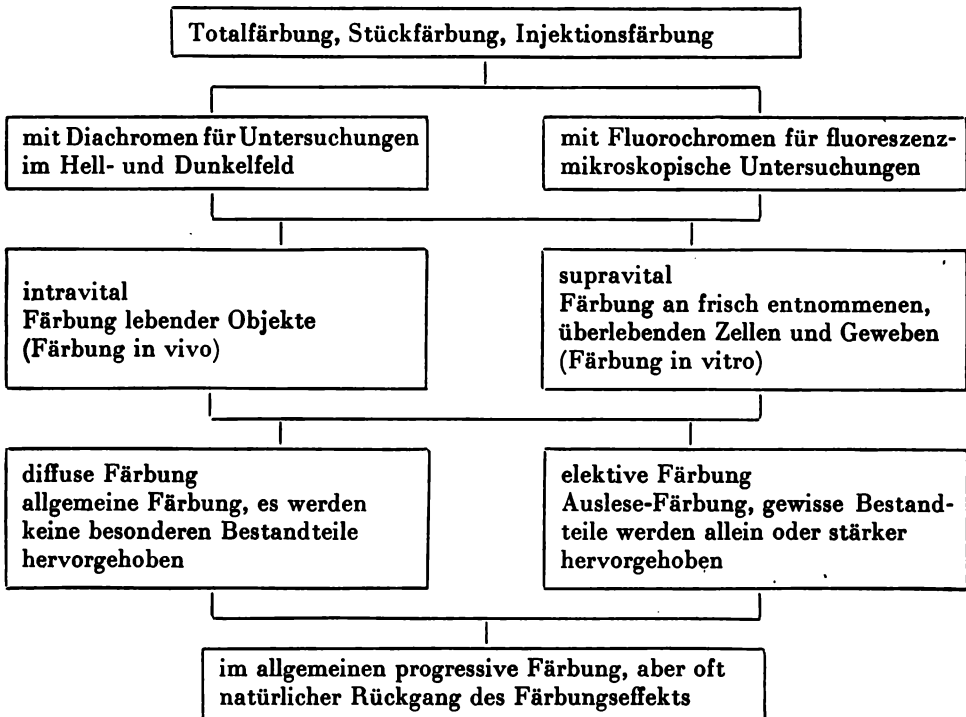 Totalfärbung, Stückfärbung, Injektionsfärbung
mit Diachromen für Untersuchungen
im Hell- und Dunkelfeld
mit Fluorochromen für fluoreszenz-
mikroskopische Untersuchungen
intravital
Färbung lebender Objekte
(Färbung in vivo)
supravital
Färbung an frisch entnommenen,
überlebenden Zellen und Geweben
(Färbung in vitro)
diffuse Färbung
allgemeine Färbung, es werden
keine besonderen Bestandteile
hervorgehoben
elektive Färbung
Auslese-Färbung, gewisse Bestand-
teile werden allein oder stärker
hervorgehoben
im allgemeinen progressive Färbung, aber oft
natürlicher Rückgang des Färbungseffekts